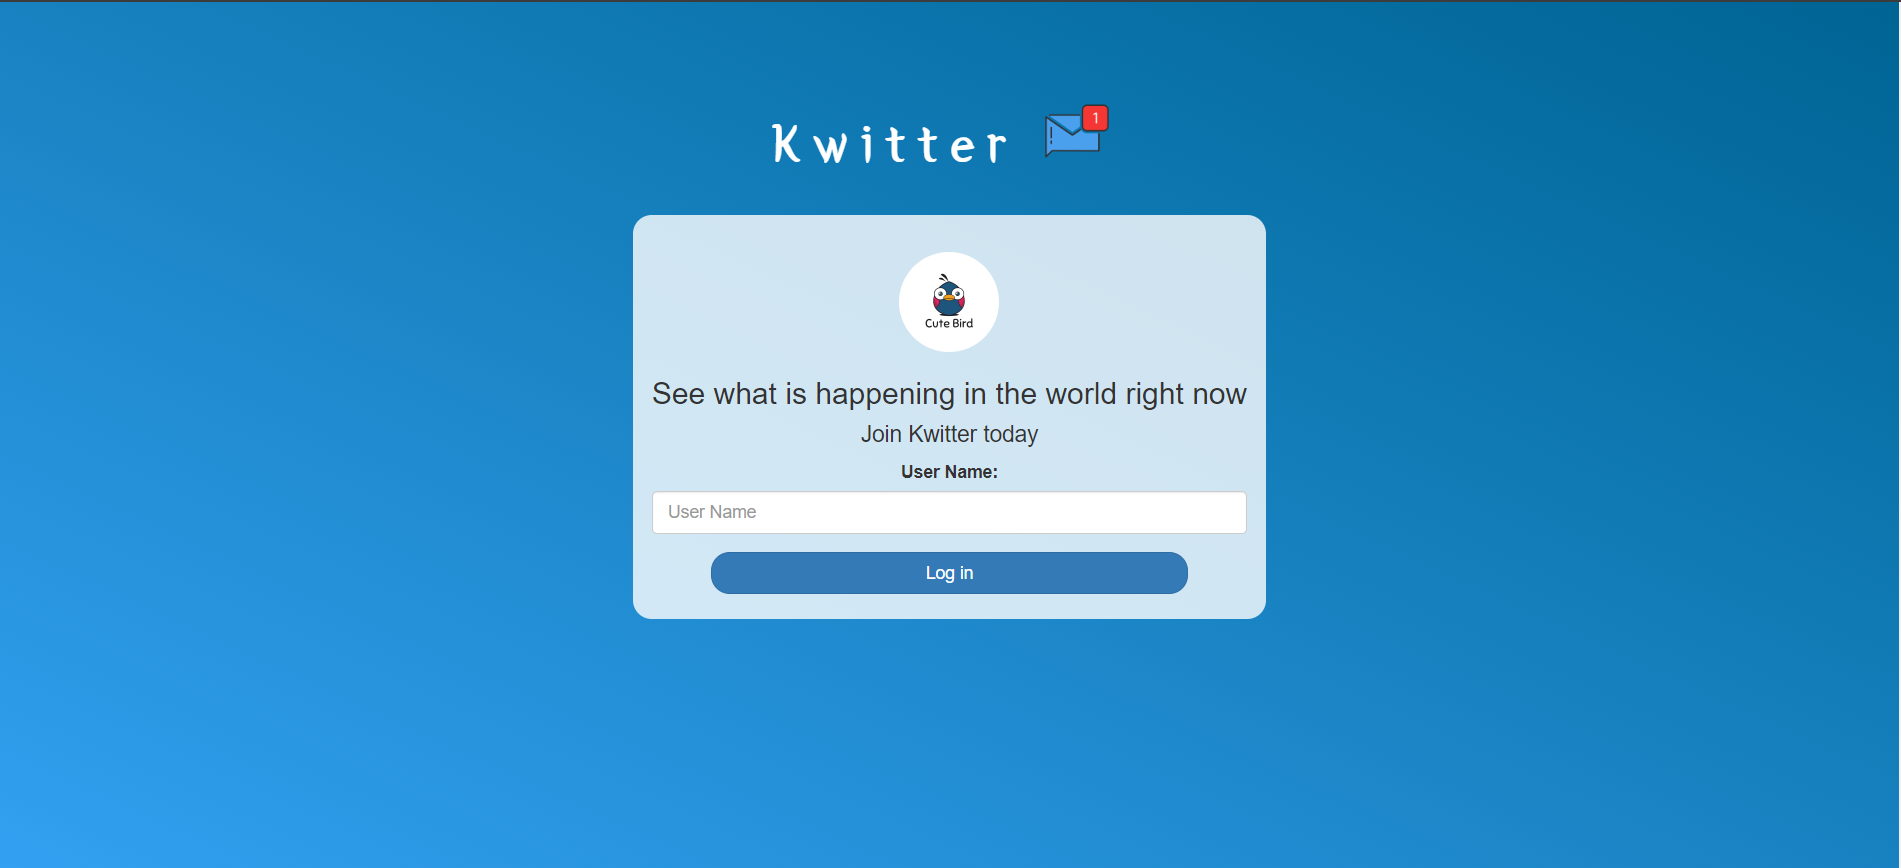 Kwitter
1
Cute Bird
See what is happening in the world right now
Join Kwitter today
User Name:
User Name
Log in